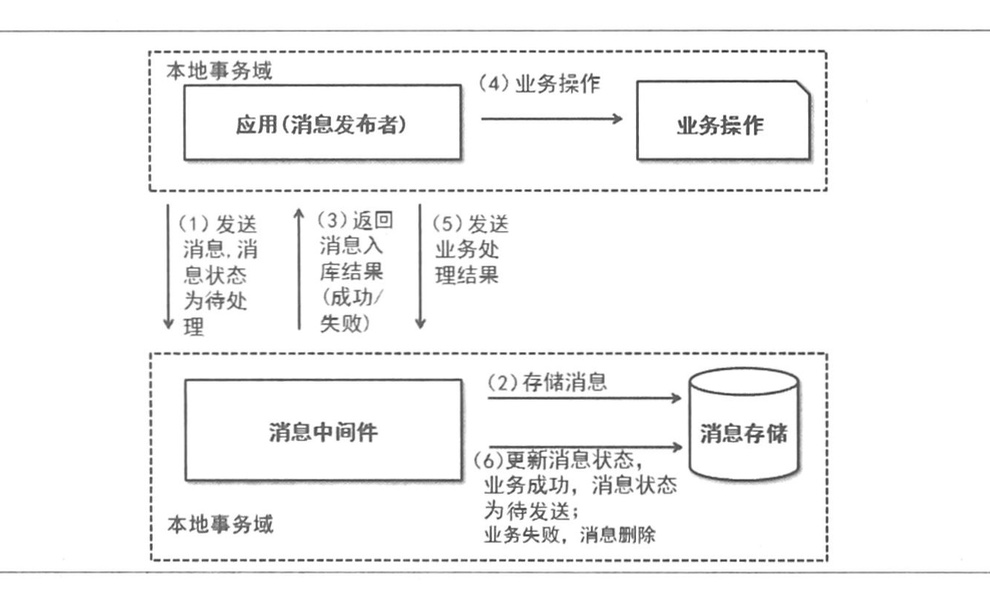 本地事务域
应用(消息发布者)
(4)业务操作
业务操作
(1)发送
消息,消
息状态
为待处
理
(3)返回
消息入
库结果
(成功/
失败)
(5)发送
业务处
理结果
消息中间件
(2)存储消息
消息存储
(6)更新消息状态,
业务成功, 消息状态
为待发送;
业务失败, 消息删除
本地事务域